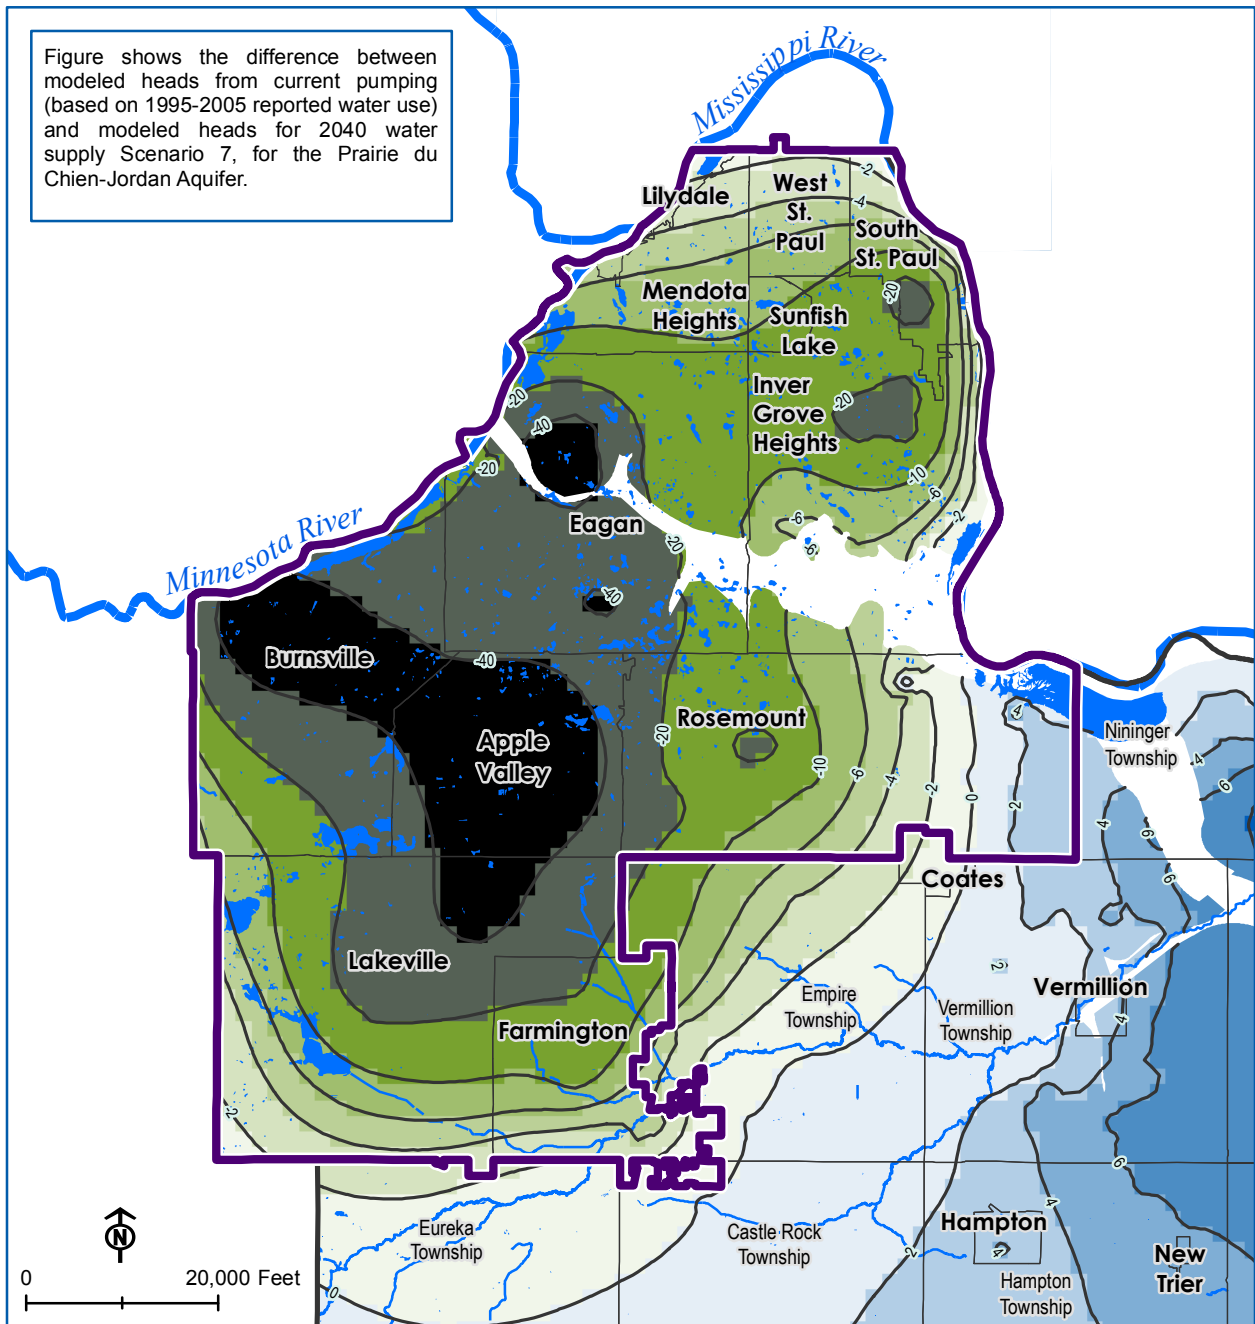 Figure shows the difference between
modeled heads from current pumping
(based on 1995-2005 reported water use)
and modeled heads for 2040 water
supply Scenario 7, for the Prairie du
Chien-Jordan Aquifer.
Mississippi River
-2
Lilydale
West
St.
Paul
-4
South
St. Paul
Mendota
Heights
-20
Sunfish
Lake
Inver
Grove
Heights
-20
-20
-40
-20
-10
-6
-2
-6
-6
Eagan
-20
Minnesota River
-40
Burnsville
-40
Apple
Valley
Rosemount
-20
-10
-6
-4
-2
0
2
4
Nininger
Township
4
6
4
6
6
Coates
Lakeville
2
Vermillion
4
Empire
Township
Vermillion
Township
Farmington
-2
6
4
Hampton
4
2
Eureka
Township
Castle Rock
Township
New
Trier
Hampton
Township
0
N
0
20,000 Feet